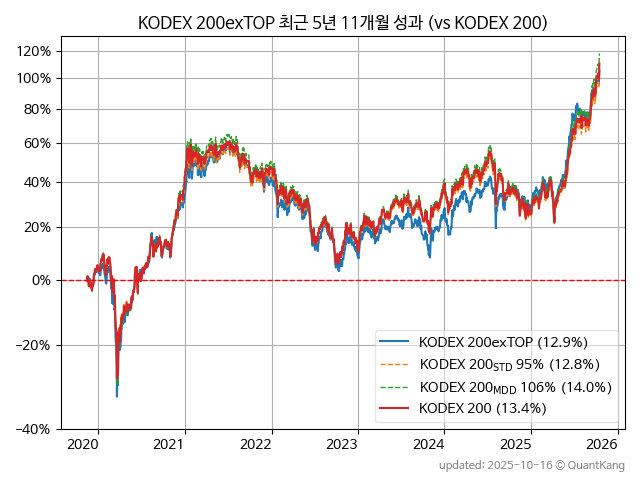 KODEX 200exTOP 최근 5년 11개월 성과 (vs KODEX 200)
120%
100%
80%
60%
40%
20%
0%
−20%
−40%
KODEX 200exTOP (12.9%)
KODEX 200STD 95% (12.8%)
KODEX 200MDD 106% (14.0%)
KODEX 200 (13.4%)
2020 2021 2022 2023 2024 2025 2026
updated: 2025-10-16 © QuantKang